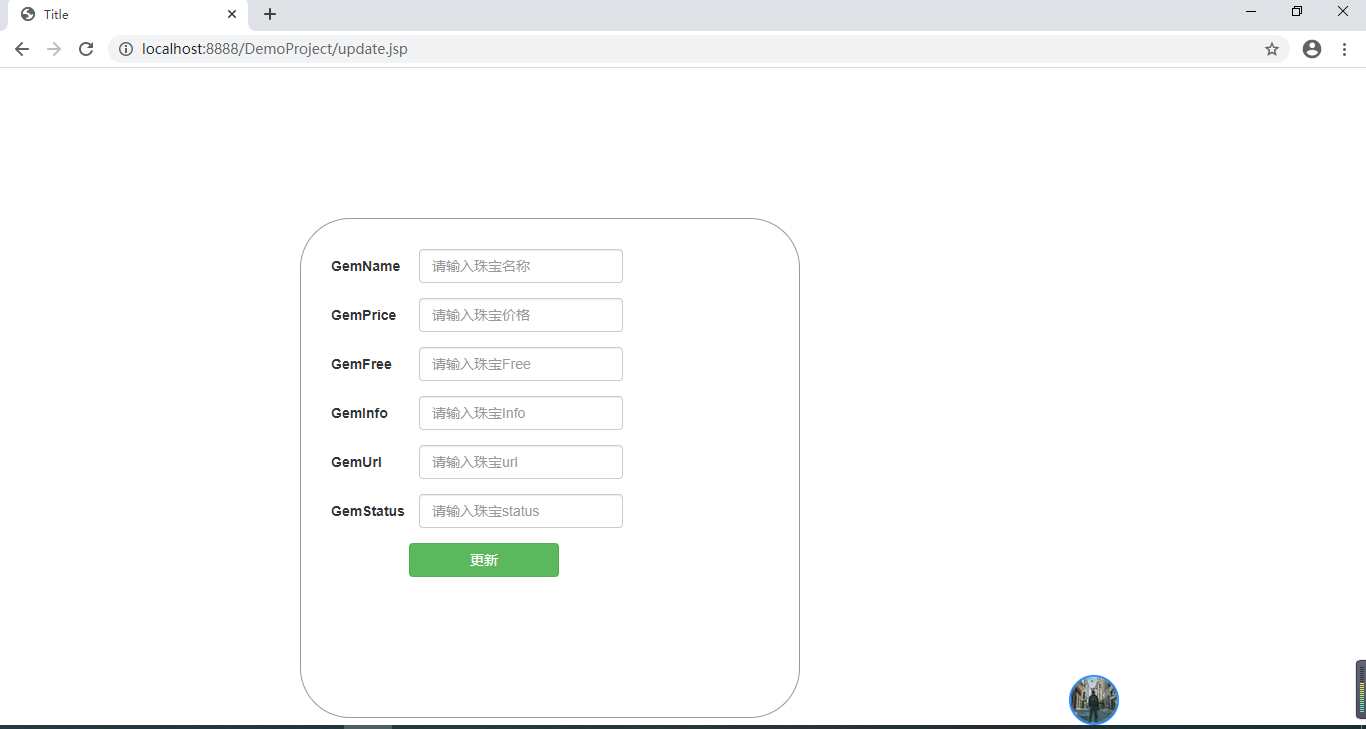 Title
localhost:8888/DemoProject/update.jsp
GemName 请输入珠宝名称
GemPrice 请输入珠宝价格
GemFree 请输入珠宝Free
GemInfo 请输入珠宝Info
GemUrl 请输入珠宝url
GemStatus 请输入珠宝status
更新